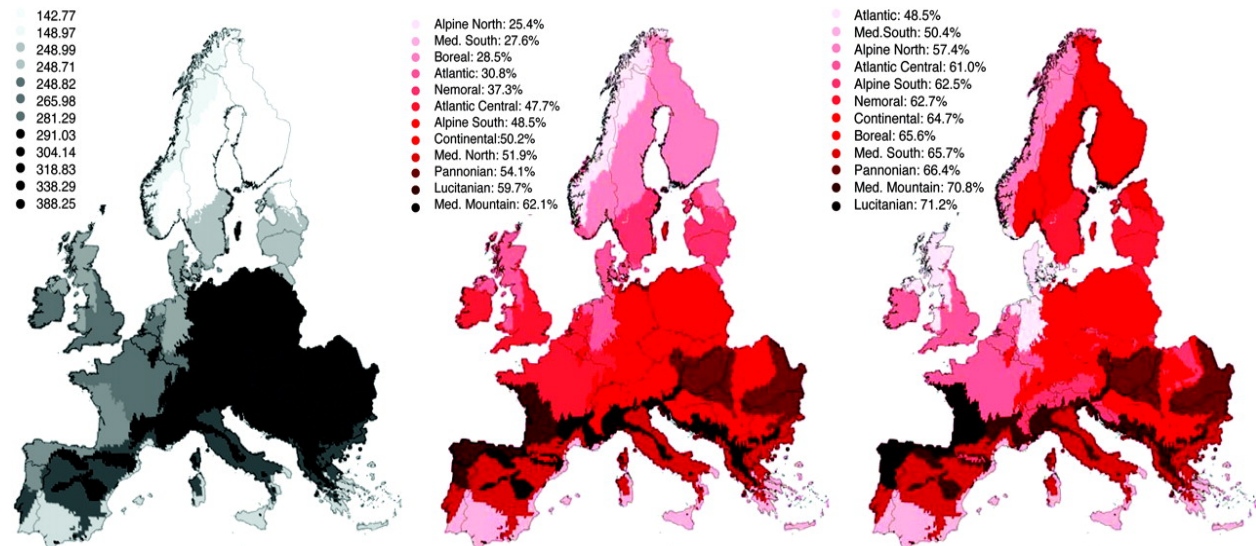 142.77
148.97
248.99
248.71
248.82
265.98
281.29
291.03
304.14
318.83
338.29
388.25
Alpine North: 25.4%
Med. South: 27.6%
Boreal: 28.5%
Atlantic: 30.8%
Nemoral: 37.3%
Atlantic Central: 47.7%
Alpine South: 48.5%
Continental:50.2%
Med. North: 51.9%
Pannonian: 54.1%
Lucitanian: 59.7%
Med. Mountain: 62.1%
Atlantic: 48.5%
Med.South: 50.4%
Alpine North: 57.4%
Atlantic Central: 61.0%
Alpine South: 62.5%
Nemoral: 62.7%
Continental: 64.7%
Boreal: 65.6%
Med. South: 65.7%
Pannonian: 66.4%
Med. Mountain: 70.8%
Lucitanian: 71.2%